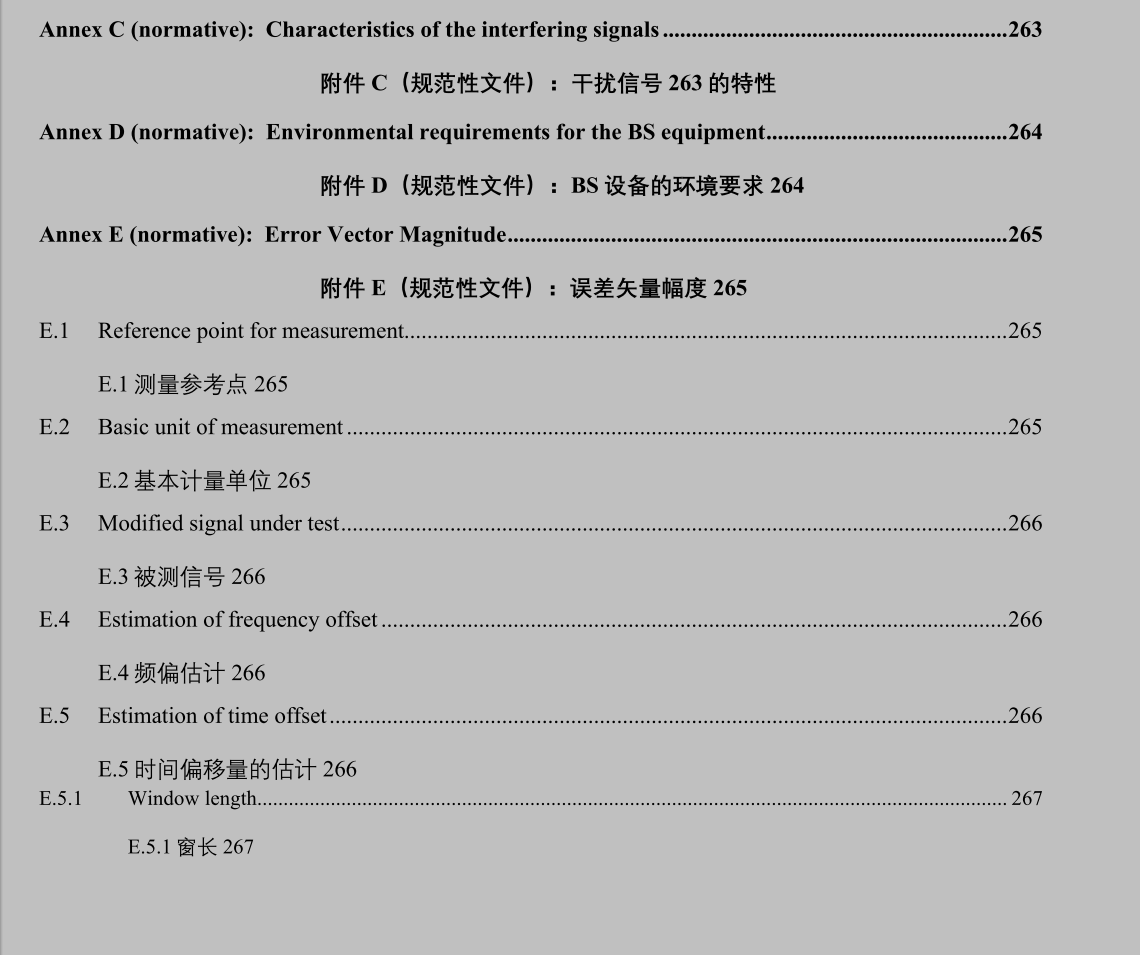 Annex C (normative): Characteristics of the interfering signals........................................................263
附件 C（规范性文件）：干扰信号 263 的特性
Annex D (normative): Environmental requirements for the BS equipment..........................................264
附件 D（规范性文件）：BS 设备的环境要求 264
Annex E (normative): Error Vector Magnitude........................................................................................265
附件 E（规范性文件）：误差矢量幅度 265
E.1 Reference point for measurement.........................................................................................................265
E.1 测量参考点 265
E.2 Basic unit of measurement....................................................................................................................265
E.2 基本计量单位 265
E.3 Modified signal under test.....................................................................................................................266
E.3 被测信号 266
E.4 Estimation of frequency offset..............................................................................................................266
E.4 频偏估计 266
E.5 Estimation of time offset.......................................................................................................................266
E.5 时间偏移量的估计 266
E.5.1 Window length.................................................................................................................................. 267
E.5.1 窗长 267